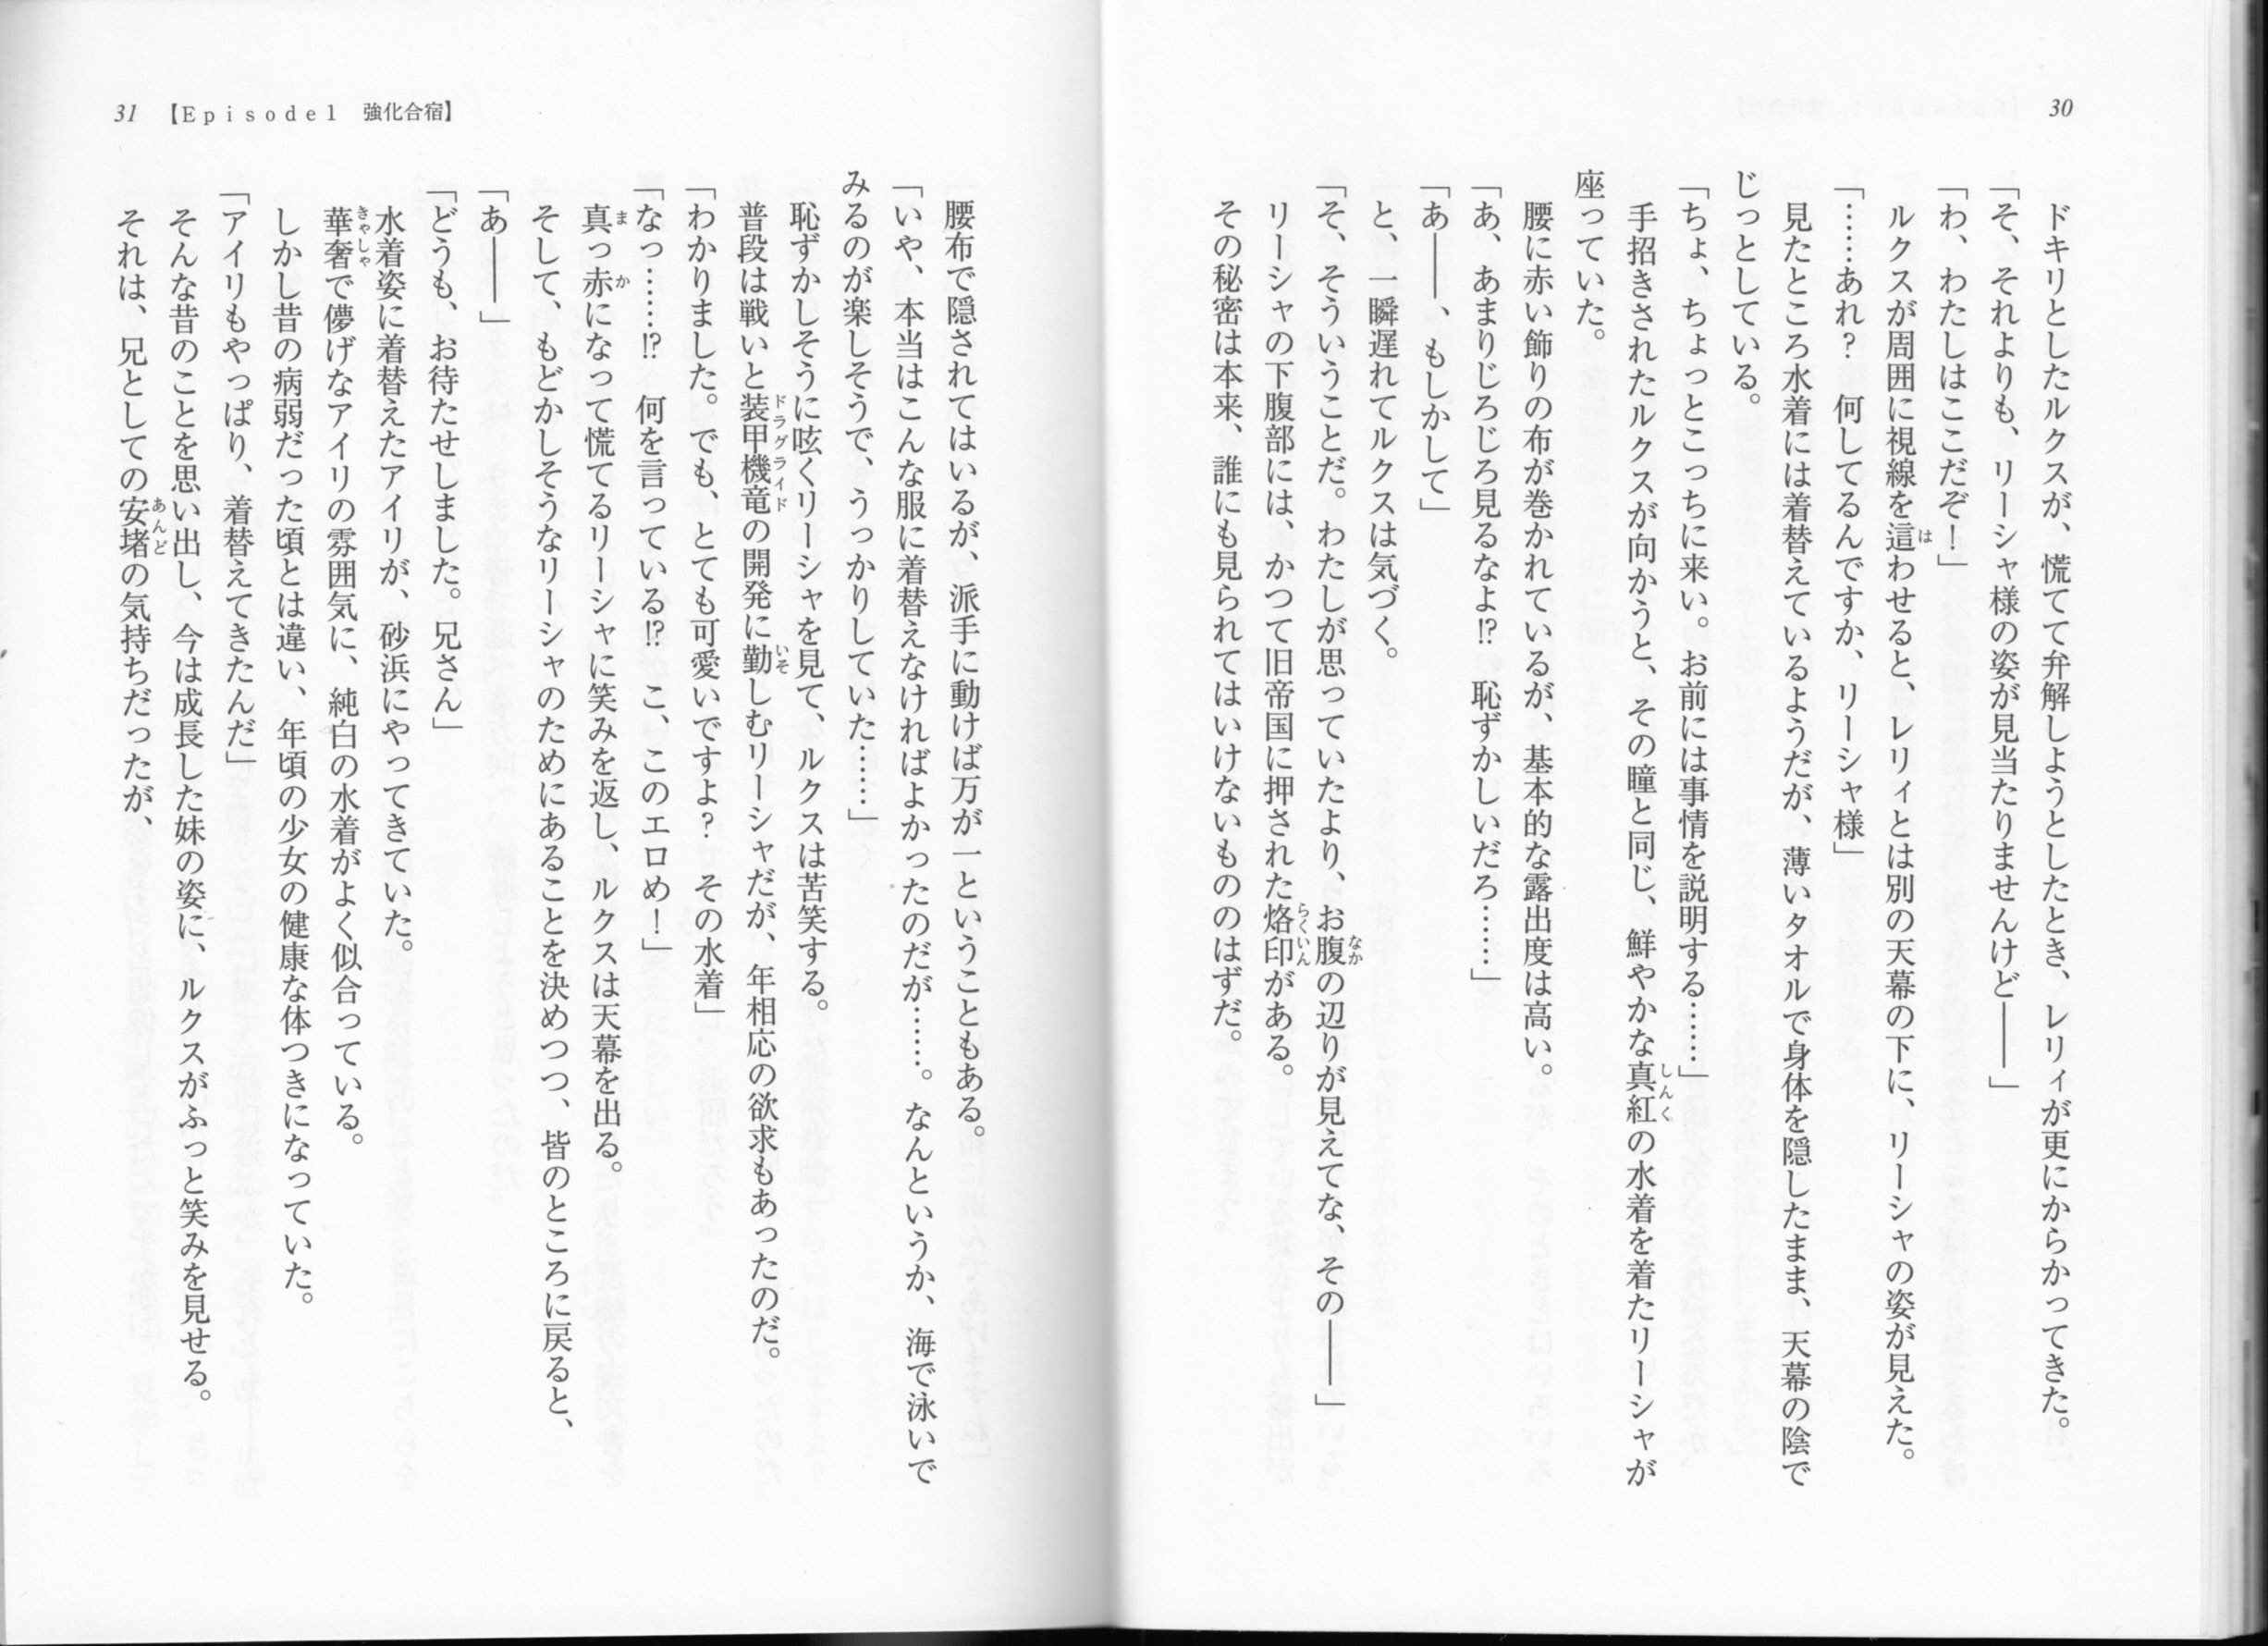 30
ドキリとしたルクスが、慌てて弁解しようとしたとき、レリィが更にからかってきた。
「そ、それよりも、リーシャ様の姿が見当たりませんけど――」
「わ、わたしはここだぞ！」
ルクスが周囲に視線を這わせると、レリィとは別の天幕の下に、リーシャの姿が見えた。
「……あれ？　何してるんですか、リーシャ様」
見たところ水着には着替えているようだが、薄いタオルで身体を隠したまま、天幕の陰で
じっとしている。
「ちょ、ちょっとこっちに来い。お前には事情を説明する……」
手招きされたルクスが向かうと、その瞳と同じ、鮮やかな真紅の水着を着たリーシャが
座っていた。
腰に赤い飾りの布が巻かれているが、基本的な露出度は高い。
「あ、あまりじろじろ見るなよ!?　恥ずかしいだろ……」
「あ――、もしかして」
と、一瞬遅れてルクスは気づく。
「そ、そういうことだ。わたしが思っていたより、お腹の辺りが見えてな、その――」
リーシャの下腹部には、かつて旧帝国に押された烙印がある。
その秘密は本来、誰にも見られてはいけないもののはずだ。
31　【Episode1　強化合宿】
腰布で隠されてはいるが、派手に動けば万が一ということもある。
「いや、本当はこんな服に着替えなければよかったのだが……。なんというか、海で泳いで
みるのが楽しそうで、うっかりしていた……」
恥ずかしそうに呟くリーシャを見て、ルクスは苦笑する。
普段は戦いと装甲機竜の開発に勤しむリーシャだが、年相応の欲求もあったのだ。
「わかりました。でも、とても可愛いですよ？　その水着」
「なっ……!?　何を言っている!?　こ、このエロめ！」
真っ赤になって慌てるリーシャに笑みを返し、ルクスは天幕を出る。
そして、もどかしそうなリーシャのためにあることを決めつつ、皆のところに戻ると、
「あ――」
「どうも、お待たせしました。兄さん」
水着姿に着替えたアイリが、砂浜にやってきていた。
華奢で儚げなアイリの雰囲気に、純白の水着がよく似合っている。
しかし昔の病弱だった頃とは違い、年頃の少女の健康な体つきになっていた。
「アイリもやっぱり、着替えてきたんだ」
そんな昔のことを思い出し、今は成長した妹の姿に、ルクスがふっと笑みを見せる。
それは、兄としての安堵の気持ちだったが、